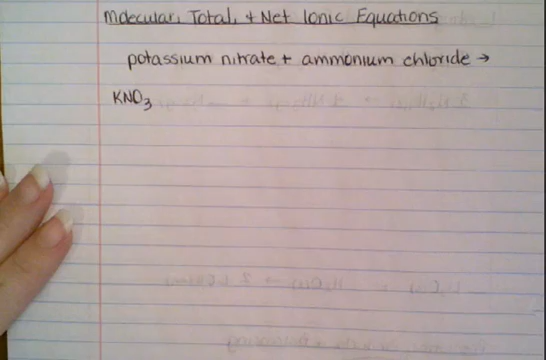 Molecular, Total, + Net Ionic Equations
potassium nitrate + ammonium chloride →
KNO₃